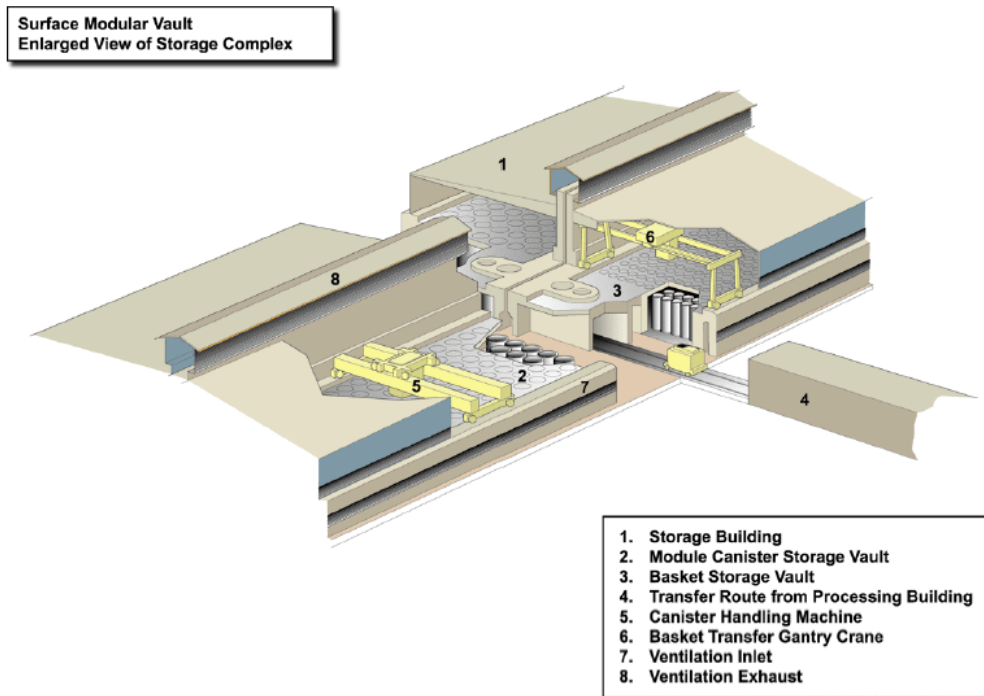 Surface Modular Vault
Enlarged View of Storage Complex
1
6
8
3
2
5
7
4
1. Storage Building
2. Module Canister Storage Vault
3. Basket Storage Vault
4. Transfer Route from Processing Building
5. Canister Handling Machine
6. Basket Transfer Gantry Crane
7. Ventilation Inlet
8. Ventilation Exhaust